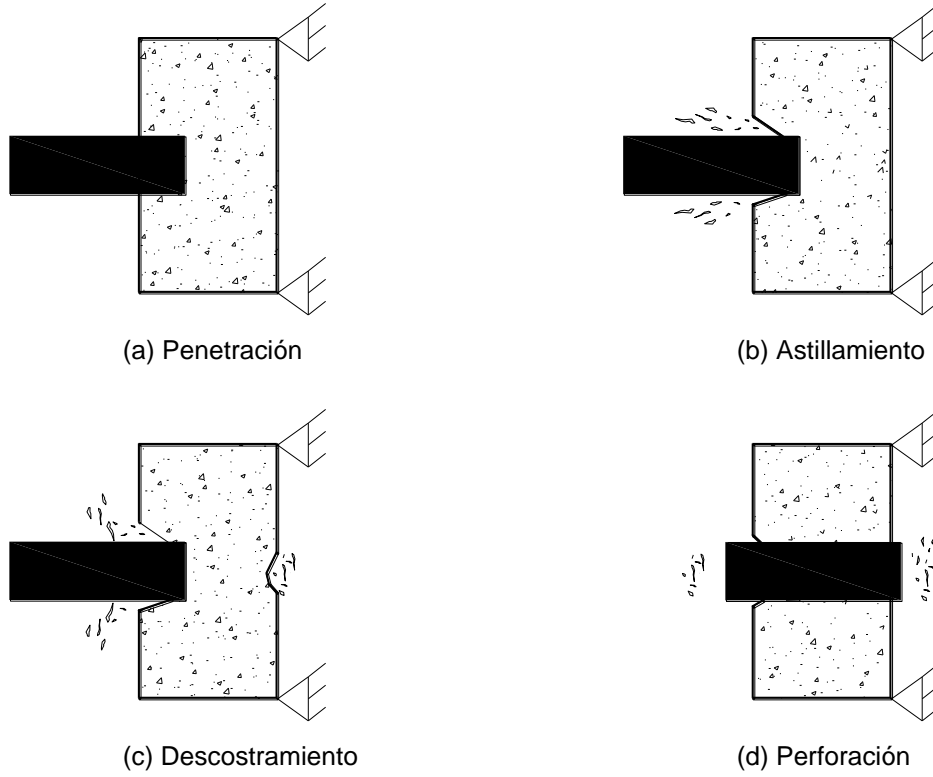 (a) Penetración
(b) Astillamiento
(c) Descostramiento
(d) Perforación